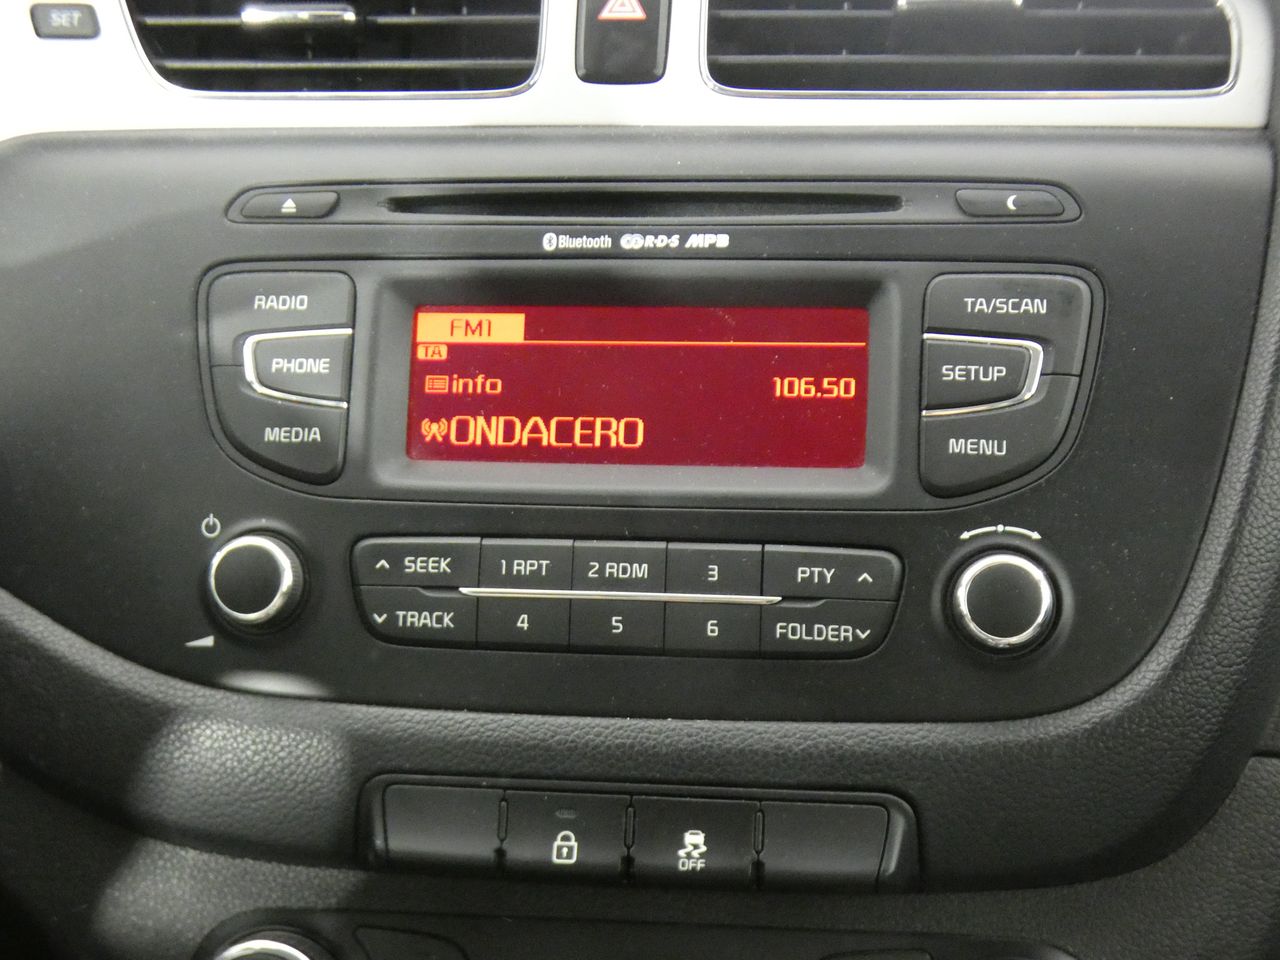 SET
Bluetooth R·D·S MP3
RADIO
PHONE
MEDIA
FM1
TA
info 106.50
ONDACERO
TA/SCAN
SETUP
MENU
SEEK 1 RPT 2 RDM 3 PTY
TRACK 4 5 6 FOLDER
OFF